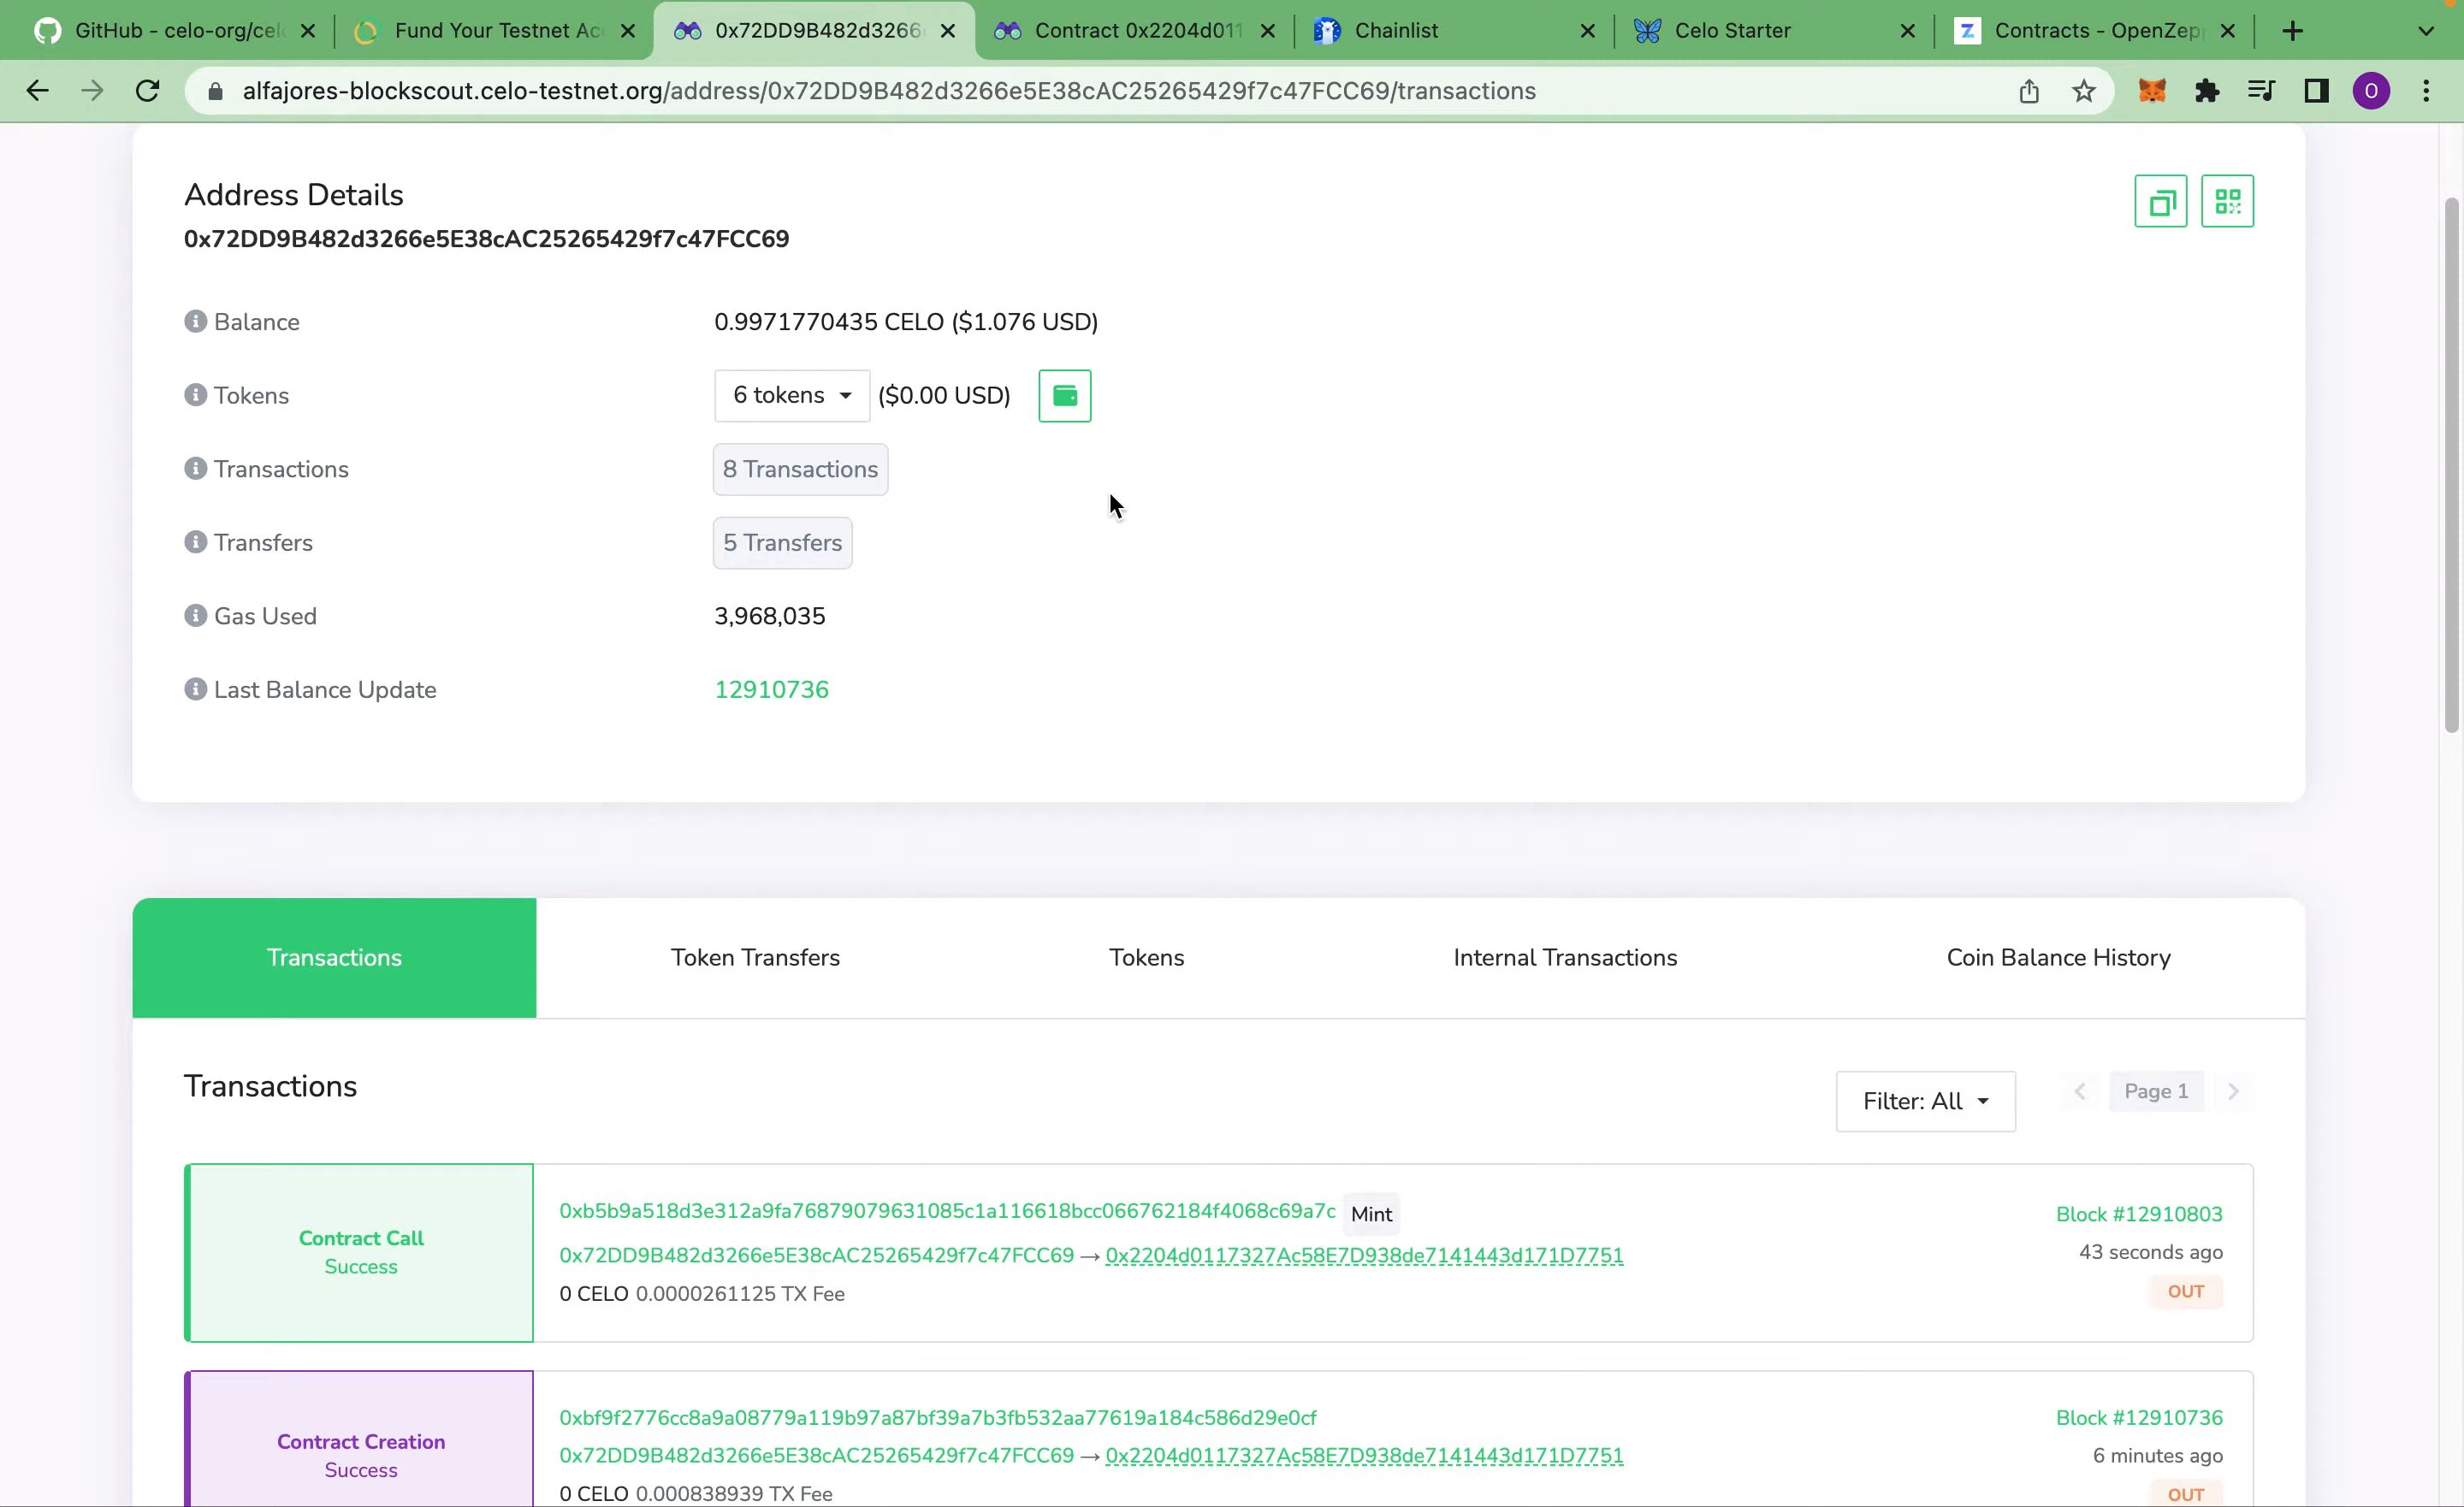 GitHub - celo-org/cel
Fund Your Testnet Ac
0x72DD9B482d3266
Contract 0x2204d011
Chainlist
Celo Starter
Contracts - OpenZep
alfajores-blockscout.celo-testnet.org/address/0x72DD9B482d3266e5E38cAC25265429f7c47FCC69/transactions
O
Address Details
0x72DD9B482d3266e5E38cAC25265429f7c47FCC69
Balance 0.9971770435 CELO ($1.076 USD)
Tokens 6 tokens ($0.00 USD)
Transactions 8 Transactions
Transfers 5 Transfers
Gas Used 3,968,035
Last Balance Update 12910736
Transactions Token Transfers Tokens Internal Transactions Coin Balance History
Transactions Filter: All Page 1
Contract Call
Success
0xb5b9a518d3e312a9fa76879079631085c1a116618bcc066762184f4068c69a7c Mint
0x72DD9B482d3266e5E38cAC25265429f7c47FCC69 → 0x2204d0117327Ac58E7D938de7141443d171D7751
0 CELO 0.0000261125 TX Fee
Block #12910803
43 seconds ago
OUT
Contract Creation
Success
0xbf9f2776cc8a9a08779a119b97a87bf39a7b3fb532aa77619a184c586d29e0cf
0x72DD9B482d3266e5E38cAC25265429f7c47FCC69 → 0x2204d0117327Ac58E7D938de7141443d171D7751
0 CELO 0.000838939 TX Fee
Block #12910736
6 minutes ago
OUT